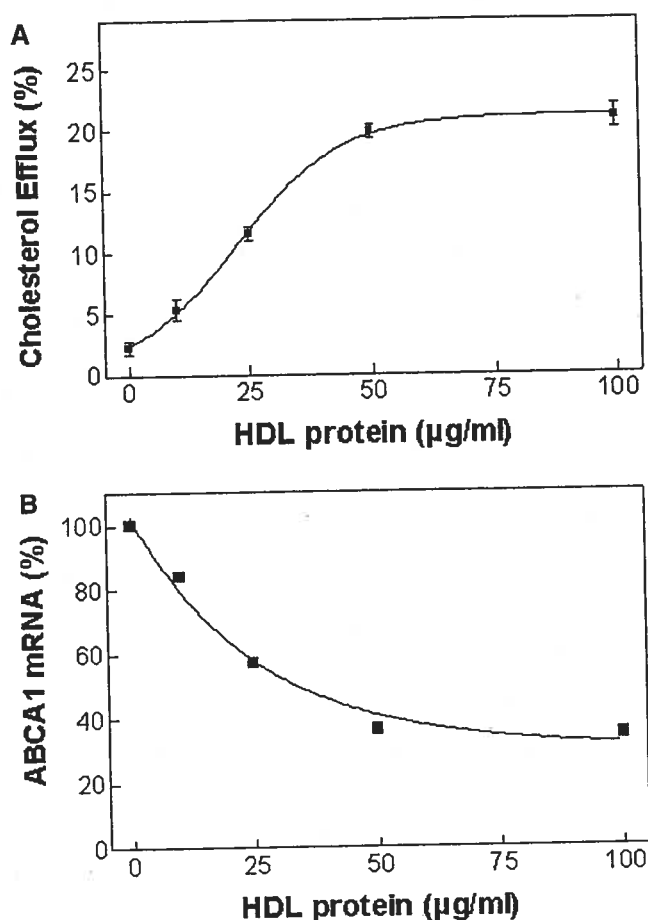 A
Cholesterol Efflux (%)
25
20
15
10
5
0
0 25 50 75 100
HDL protein (µg/ml)
B
ABCA1 mRNA (%)
100
80
60
40
20
0
0 25 50 75 100
HDL protein (µg/ml)